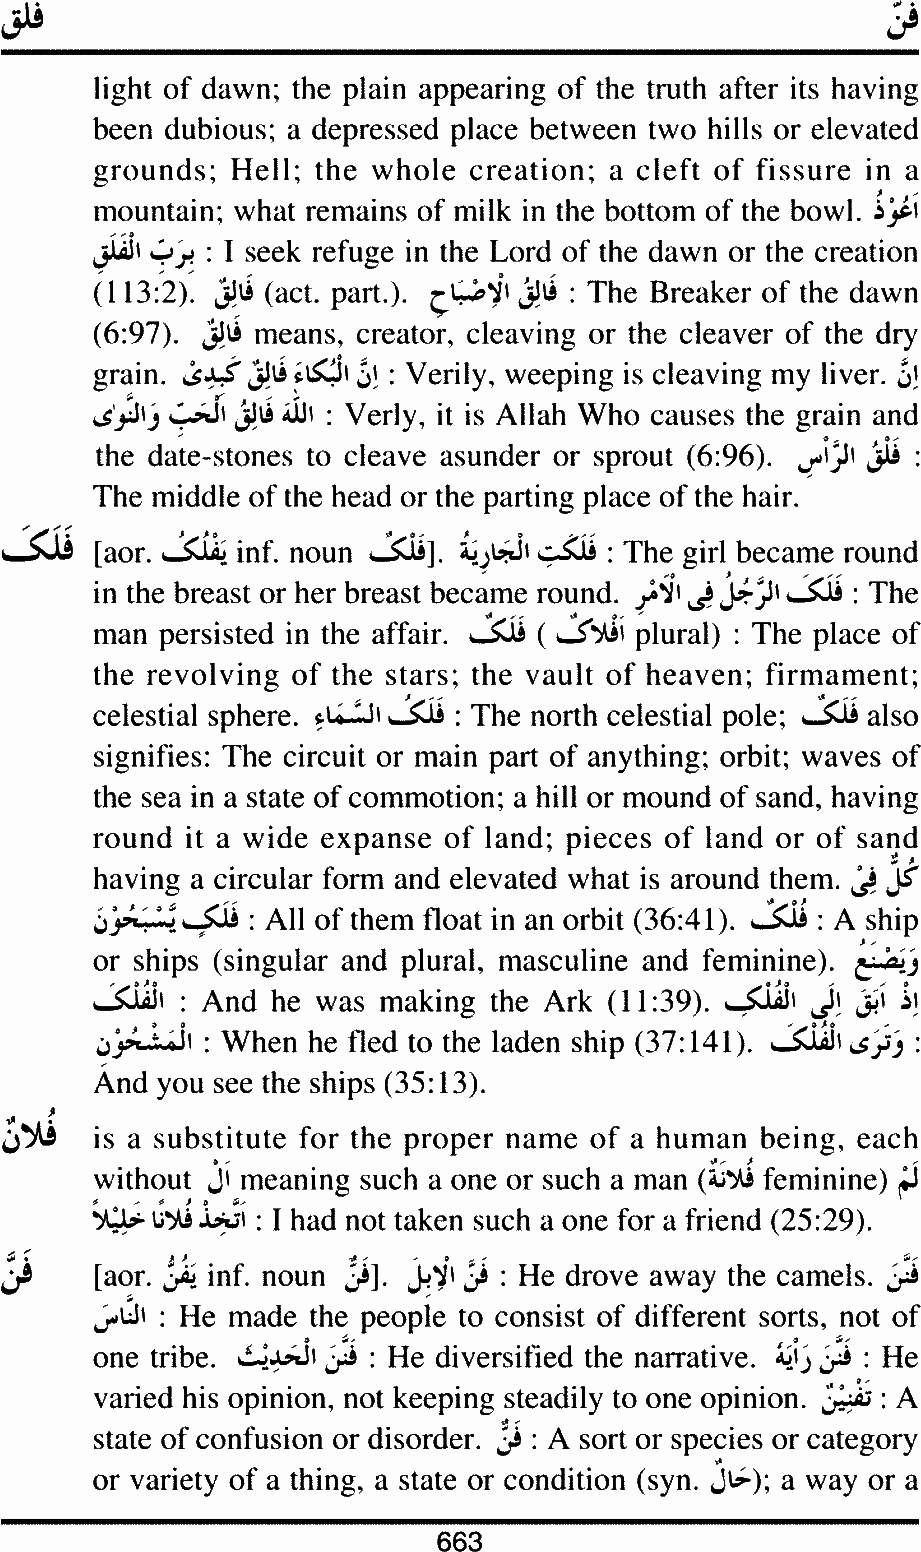 فلق فنّ
light of dawn; the plain appearing of the truth after its having
been dubious; a depressed place between two hills or elevated
grounds; Hell; the whole creation; a cleft of fissure in a
mountain; what remains of milk in the bottom of the bowl. اَعُوْذُ
بِرَبِّ الْفَلَقِ : I seek refuge in the Lord of the dawn or the creation
(113:2). فَالِقٌ (act. part.). فَالِقُ الْاِصْبَاحِ : The Breaker of the dawn
(6:97). فَالِقٌ means, creator, cleaving or the cleaver of the dry
grain. اِنَّ الْبُكَاءَ فَالِقٌ كَبِدِىْ : Verily, weeping is cleaving my liver. اِنَّ
اللّٰهَ فَالِقُ الْحَبِّ وَالنَّوٰى : Verly, it is Allah Who causes the grain and
the date-stones to cleave asunder or sprout (6:96). فَلْقُ الرَّاْسِ :
The middle of the head or the parting place of the hair.
فَلَكَ [aor. يَفْلُكُ inf. noun فَلْكٌ]. فَلَكَتِ الْجَارِيَةُ : The girl became round
in the breast or her breast became round. فَلَكَ الرَّجُلُ فِى الْاَمْرِ : The
man persisted in the affair. فَلَكٌ ( اَفْلَاكٌ plural) : The place of
the revolving of the stars; the vault of heaven; firmament;
celestial sphere. فَلَكُ السَّمَاءِ : The north celestial pole; فَلَكٌ also
signifies: The circuit or main part of anything; orbit; waves of
the sea in a state of commotion; a hill or mound of sand, having
round it a wide expanse of land; pieces of land or of sand
having a circular form and elevated what is around them. كُلٌّ فِىْ
فَلَكٍ يَّسْبَحُوْنَ : All of them float in an orbit (36:41). فُلْكٌ : A ship
or ships (singular and plural, masculine and feminine). وَيَصْنَعُ
الْفُلْكَ : And he was making the Ark (11:39). اِذْ اَبَقَ اِلَى الْفُلْكِ
الْمَشْحُوْنِ : When he fled to the laden ship (37:141). وَتَرَى الْفُلْكَ :
And you see the ships (35:13).
فُلَانٌ is a substitute for the proper name of a human being, each
without اَلْ meaning such a one or such a man (فُلَانَةٌ feminine) لَمْ
اَتَّخِذْ فُلَانًا خَلِيْلًا : I had not taken such a one for a friend (25:29).
فَنَّ [aor. يَفُنُّ inf. noun فَنٌّ]. فَنَّ الْاِبِلَ : He drove away the camels. فَنَّنَ
النَّاسَ : He made the people to consist of different sorts, not of
one tribe. فَنَّنَ الْحَدِيْثَ : He diversified the narrative. فَنَّنَ رَاْيَهُ : He
varied his opinion, not keeping steadily to one opinion. تَفْنِيْنٌ : A
state of confusion or disorder. فَنٌّ : A sort or species or category
or variety of a thing, a state or condition (syn. حَالٌ); a way or a
663